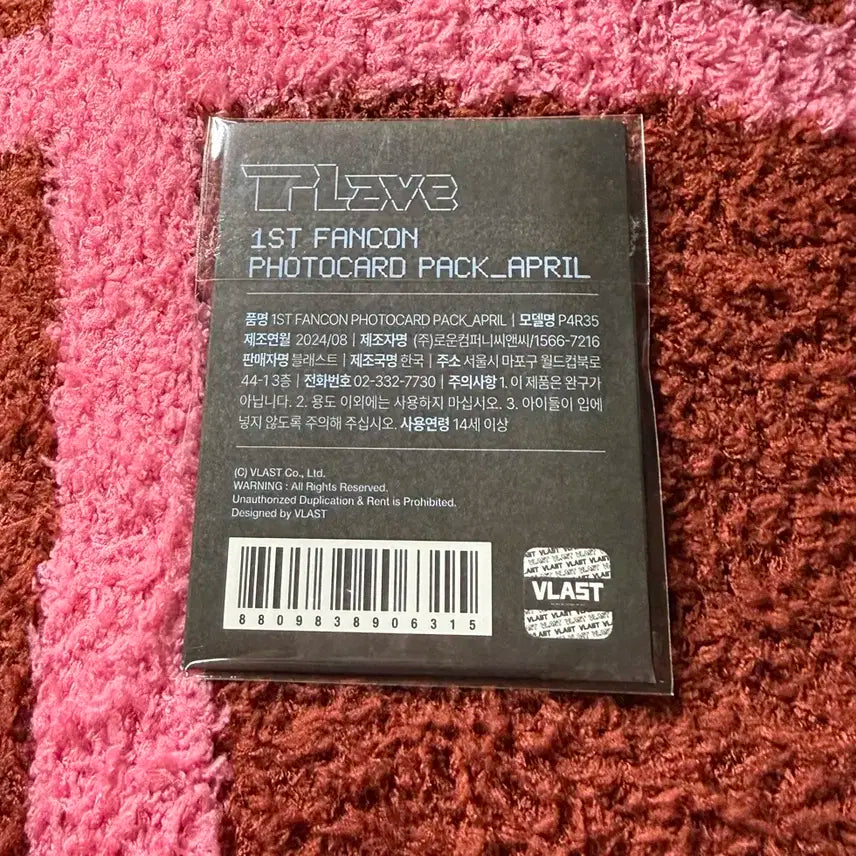 PLAVE
1ST FANCON
PHOTOCARD PACK_APRIL
품명 1ST FANCON PHOTOCARD PACK_APRIL | 모델명 P4R35
제조연월 2024/08 | 제조자명 (주)로운컴퍼니씨앤씨/1566-7216
판매자명 블래스트 | 제조국명 한국 | 주소 서울시 마포구 월드컵북로
44-1 3층 | 전화번호 02-332-7730 | 주의사항 1. 이 제품은 완구가
아닙니다. 2. 용도 이외에는 사용하지 마십시오. 3. 아이들이 입에
넣지 않도록 주의해 주십시오. 사용연령 14세 이상
(C) VLAST Co., Ltd.
WARNING : All Rights Reserved.
Unauthorized Duplication & Rent is Prohibited.
Designed by VLAST
8809838906315
VLAST